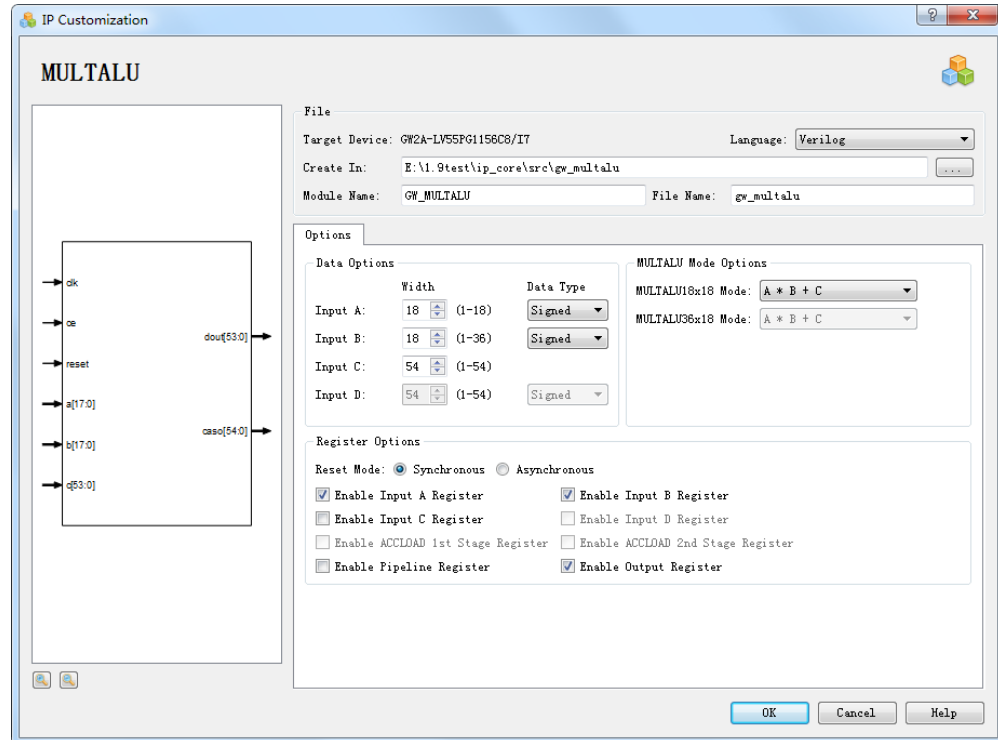 IP Customization
MULTALU
clk
ce
reset
a[17:0]
b[17:0]
c[53:0]
dout[53:0]
caso[54:0]
File
Target Device: GW2A-LV55PG1156C8/I7 Language: Verilog
Create In: E:\1.9test\ip_core\src\gw_multalu ...
Module Name: GW_MULTALU File Name: gw_multalu
Options
Data Options
Width Data Type
Input A: 18 (1-18) Signed
Input B: 18 (1-36) Signed
Input C: 54 (1-54)
Input D: 54 (1-54) Signed
MULTALU Mode Options
MULTALU18x18 Mode: A * B + C
MULTALU36x18 Mode: A * B + C
Register Options
Reset Mode: Synchronous Asynchronous
Enable Input A Register Enable Input B Register
Enable Input C Register Enable Input D Register
Enable ACCLOAD 1st Stage Register Enable ACCLOAD 2nd Stage Register
Enable Pipeline Register Enable Output Register
OK Cancel Help